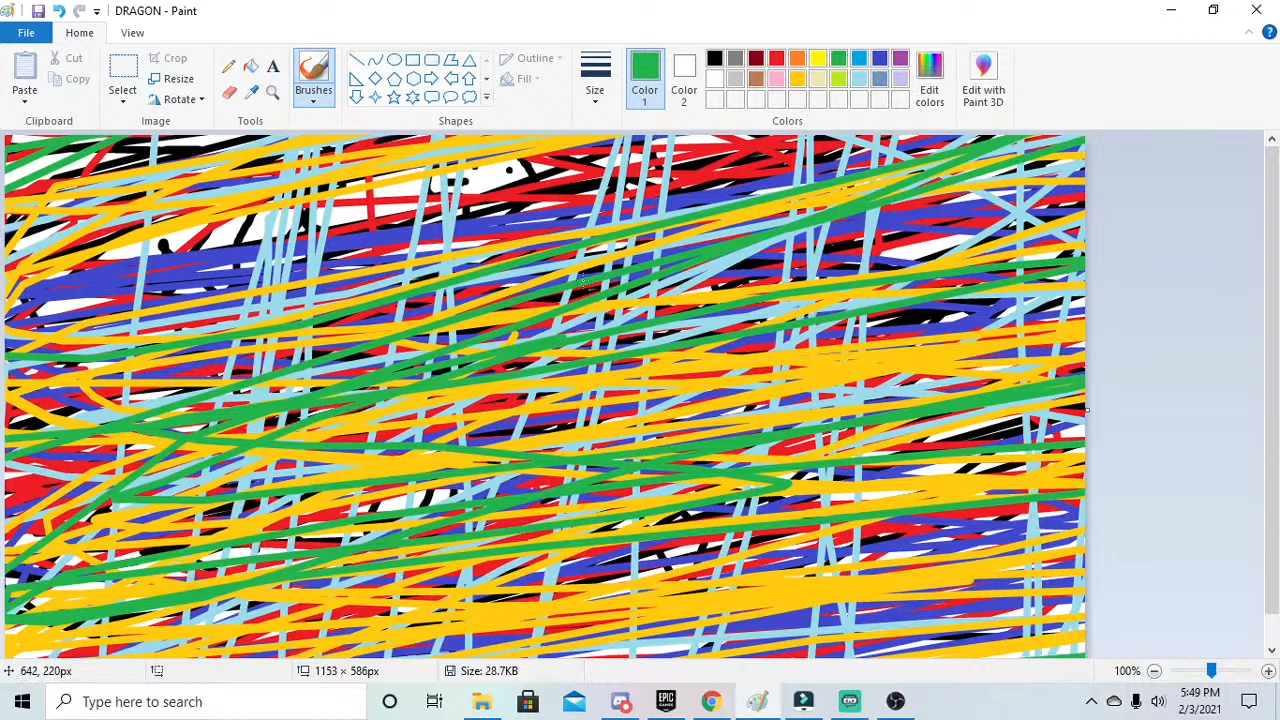 DRAGON - Paint
File Home View
Paste
Cut
Copy
Clipboard
Select
Crop
Resize
Rotate
Image
A
Tools
Brushes
Outline
Fill
Shapes
Size
Color 1
Color 2
Edit colors
Edit with Paint 3D
Colors
642, 220px 1153 × 586px Size: 28.7KB 100%
Type here to search
EPIC GAMES
5:49 PM
2/3/2021